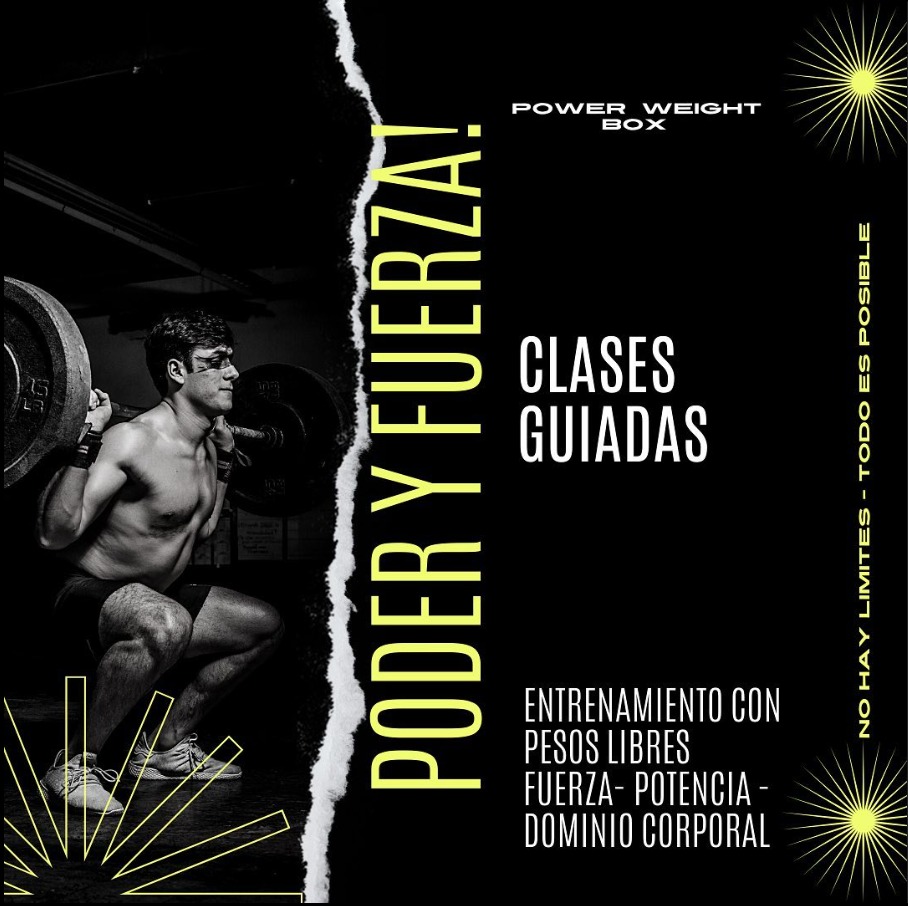 POWER WEIGHT
BOX
PODER Y FUERZA!
CLASES
GUIADAS
ENTRENAMIENTO CON
PESOS LIBRES
FUERZA- POTENCIA -
DOMINIO CORPORAL
NO HAY LIMITES - TODO ES POSIBLE